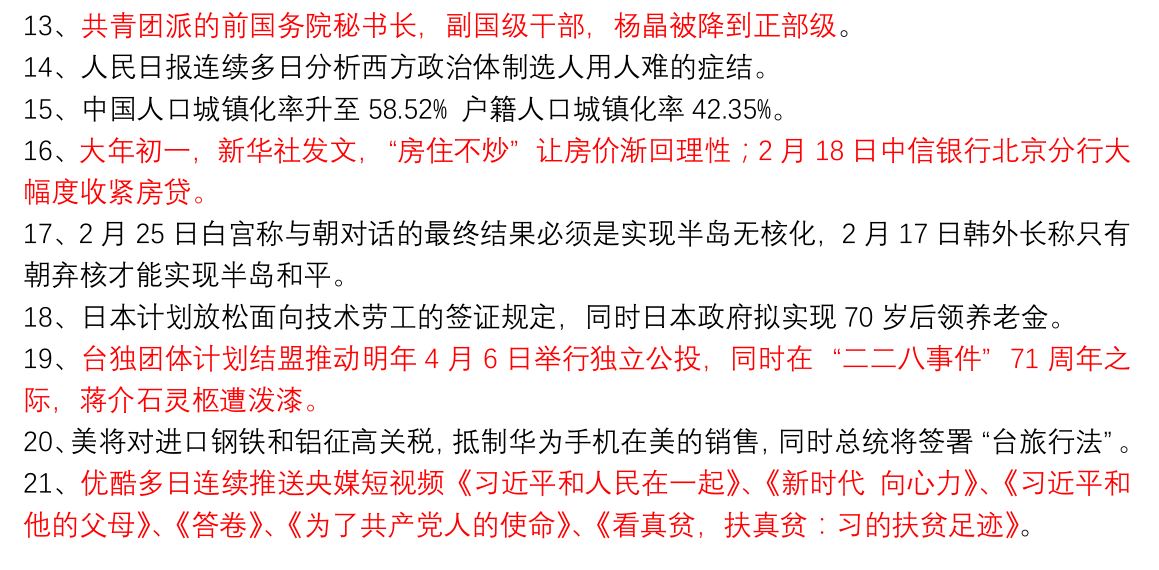 13、共青团派的前国务院秘书长，副国级干部，杨晶被降到正部级。
14、人民日报连续多日分析西方政治体制选人用人难的症结。
15、中国人口城镇化率升至 58.52% 户籍人口城镇化率 42.35%。
16、大年初一，新华社发文，“房住不炒” 让房价渐回理性；2 月 18 日中信银行北京分行大
幅度收紧房贷。
17、2 月 25 日白宫称与朝对话的最终结果必须是实现半岛无核化，2 月 17 日韩外长称只有
朝弃核才能实现半岛和平。
18、日本计划放松面向技术劳工的签证规定，同时日本政府拟实现 70 岁后领养老金。
19、台独团体计划结盟推动明年 4 月 6 日举行独立公投，同时在 “二二八事件” 71 周年之
际，蒋介石灵柩遭泼漆。
20、美将对进口钢铁和铝征高关税，抵制华为手机在美的销售，同时总统将签署 “台旅行法” 。
21、优酷多日连续推送央媒短视频《习近平和人民在一起》、《新时代 向心力》、《习近平和
他的父母》、《答卷》、《为了共产党人的使命》、《看真贫，扶真贫：习的扶贫足迹》。